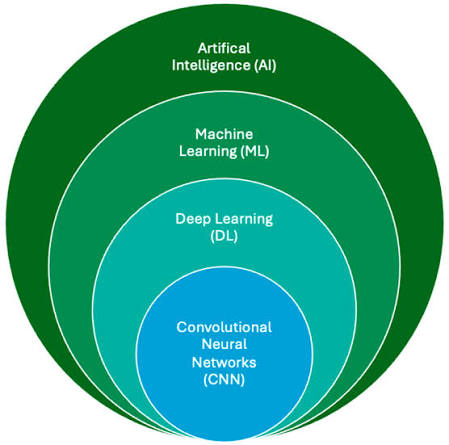 Artifical
Intelligence (AI)
Machine
Learning (ML)
Deep Learning
(DL)
Convolutional
Neural
Networks
(CNN)